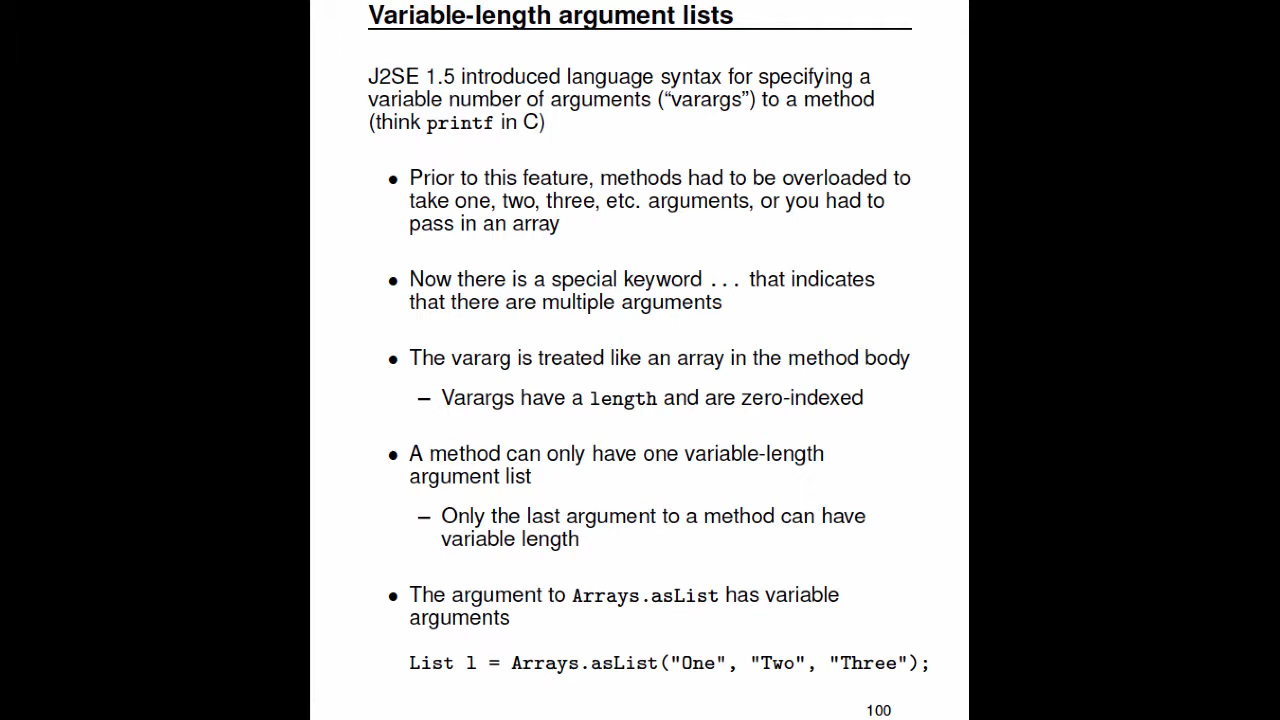 Variable-length argument lists
J2SE 1.5 introduced language syntax for specifying a
variable number of arguments (“varargs”) to a method
(think printf in C)
• Prior to this feature, methods had to be overloaded to
take one, two, three, etc. arguments, or you had to
pass in an array
• Now there is a special keyword ... that indicates
that there are multiple arguments
• The vararg is treated like an array in the method body
– Varargs have a length and are zero-indexed
• A method can only have one variable-length
argument list
– Only the last argument to a method can have
variable length
• The argument to Arrays.asList has variable
arguments
List l = Arrays.asList("One", "Two", "Three");
100